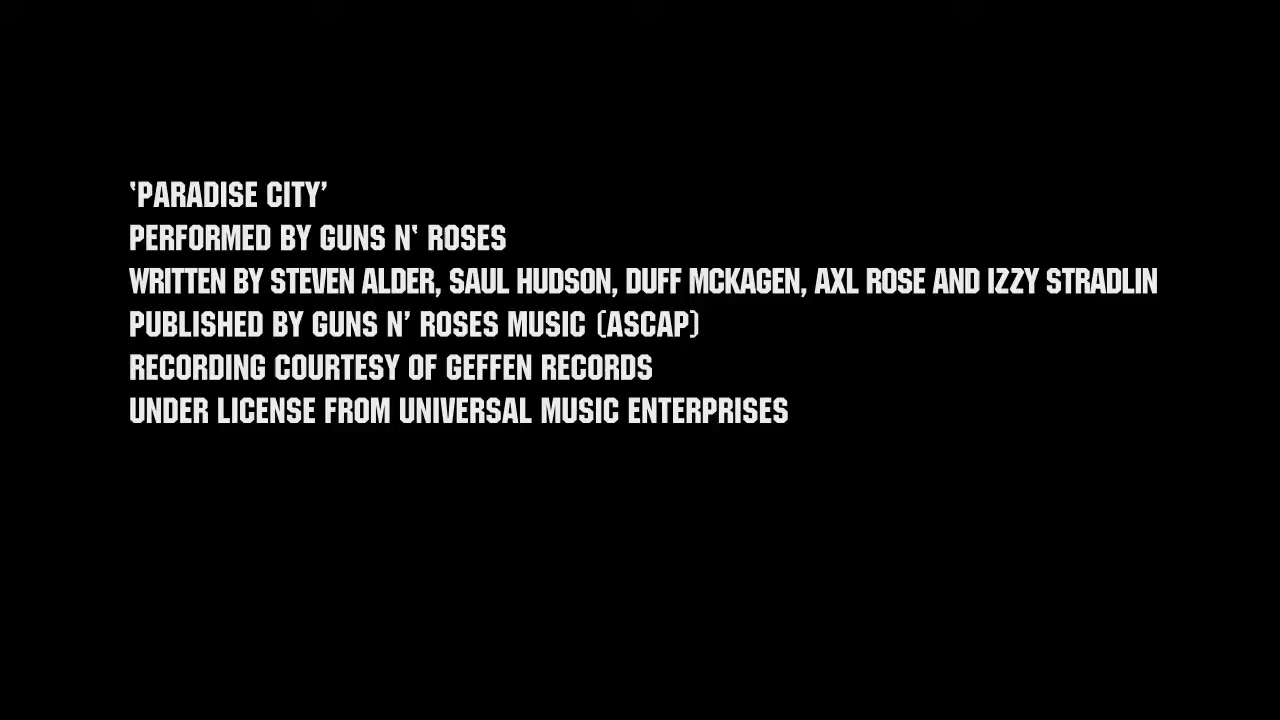 ‘PARADISE CITY’
PERFORMED BY GUNS N‘ ROSES
WRITTEN BY STEVEN ALDER, SAUL HUDSON, DUFF MCKAGEN, AXL ROSE AND IZZY STRADLIN
PUBLISHED BY GUNS N’ ROSES MUSIC (ASCAP)
RECORDING COURTESY OF GEFFEN RECORDS
UNDER LICENSE FROM UNIVERSAL MUSIC ENTERPRISES